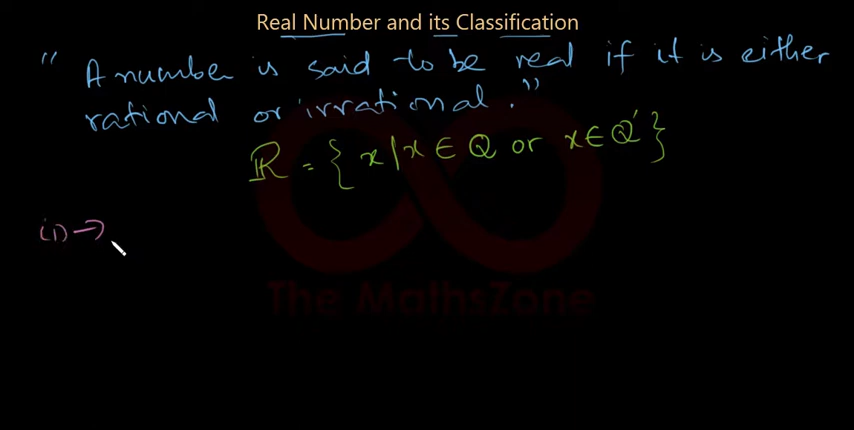 Real Number and its Classification
" A number is said to be real if it is either
rational or irrational."
ℝ = { x / x ∈ Q or x ∈ Q' }
(1) →
The MathsZone